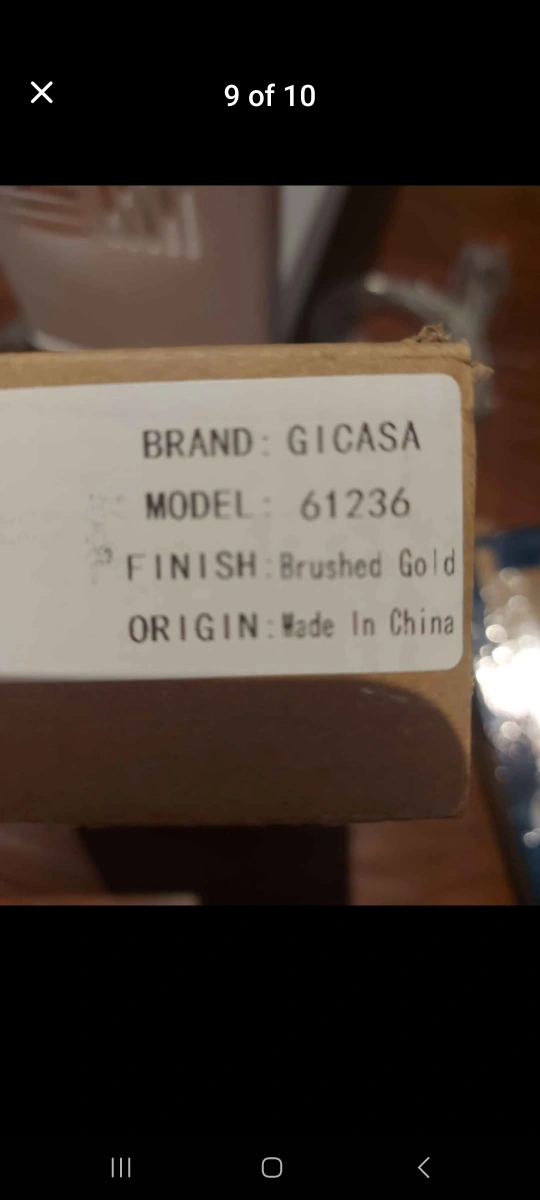 9 of 10
BRAND: GICASA
MODEL: 61236
FINISH:Brushed Gold
ORIGIN:Made In China